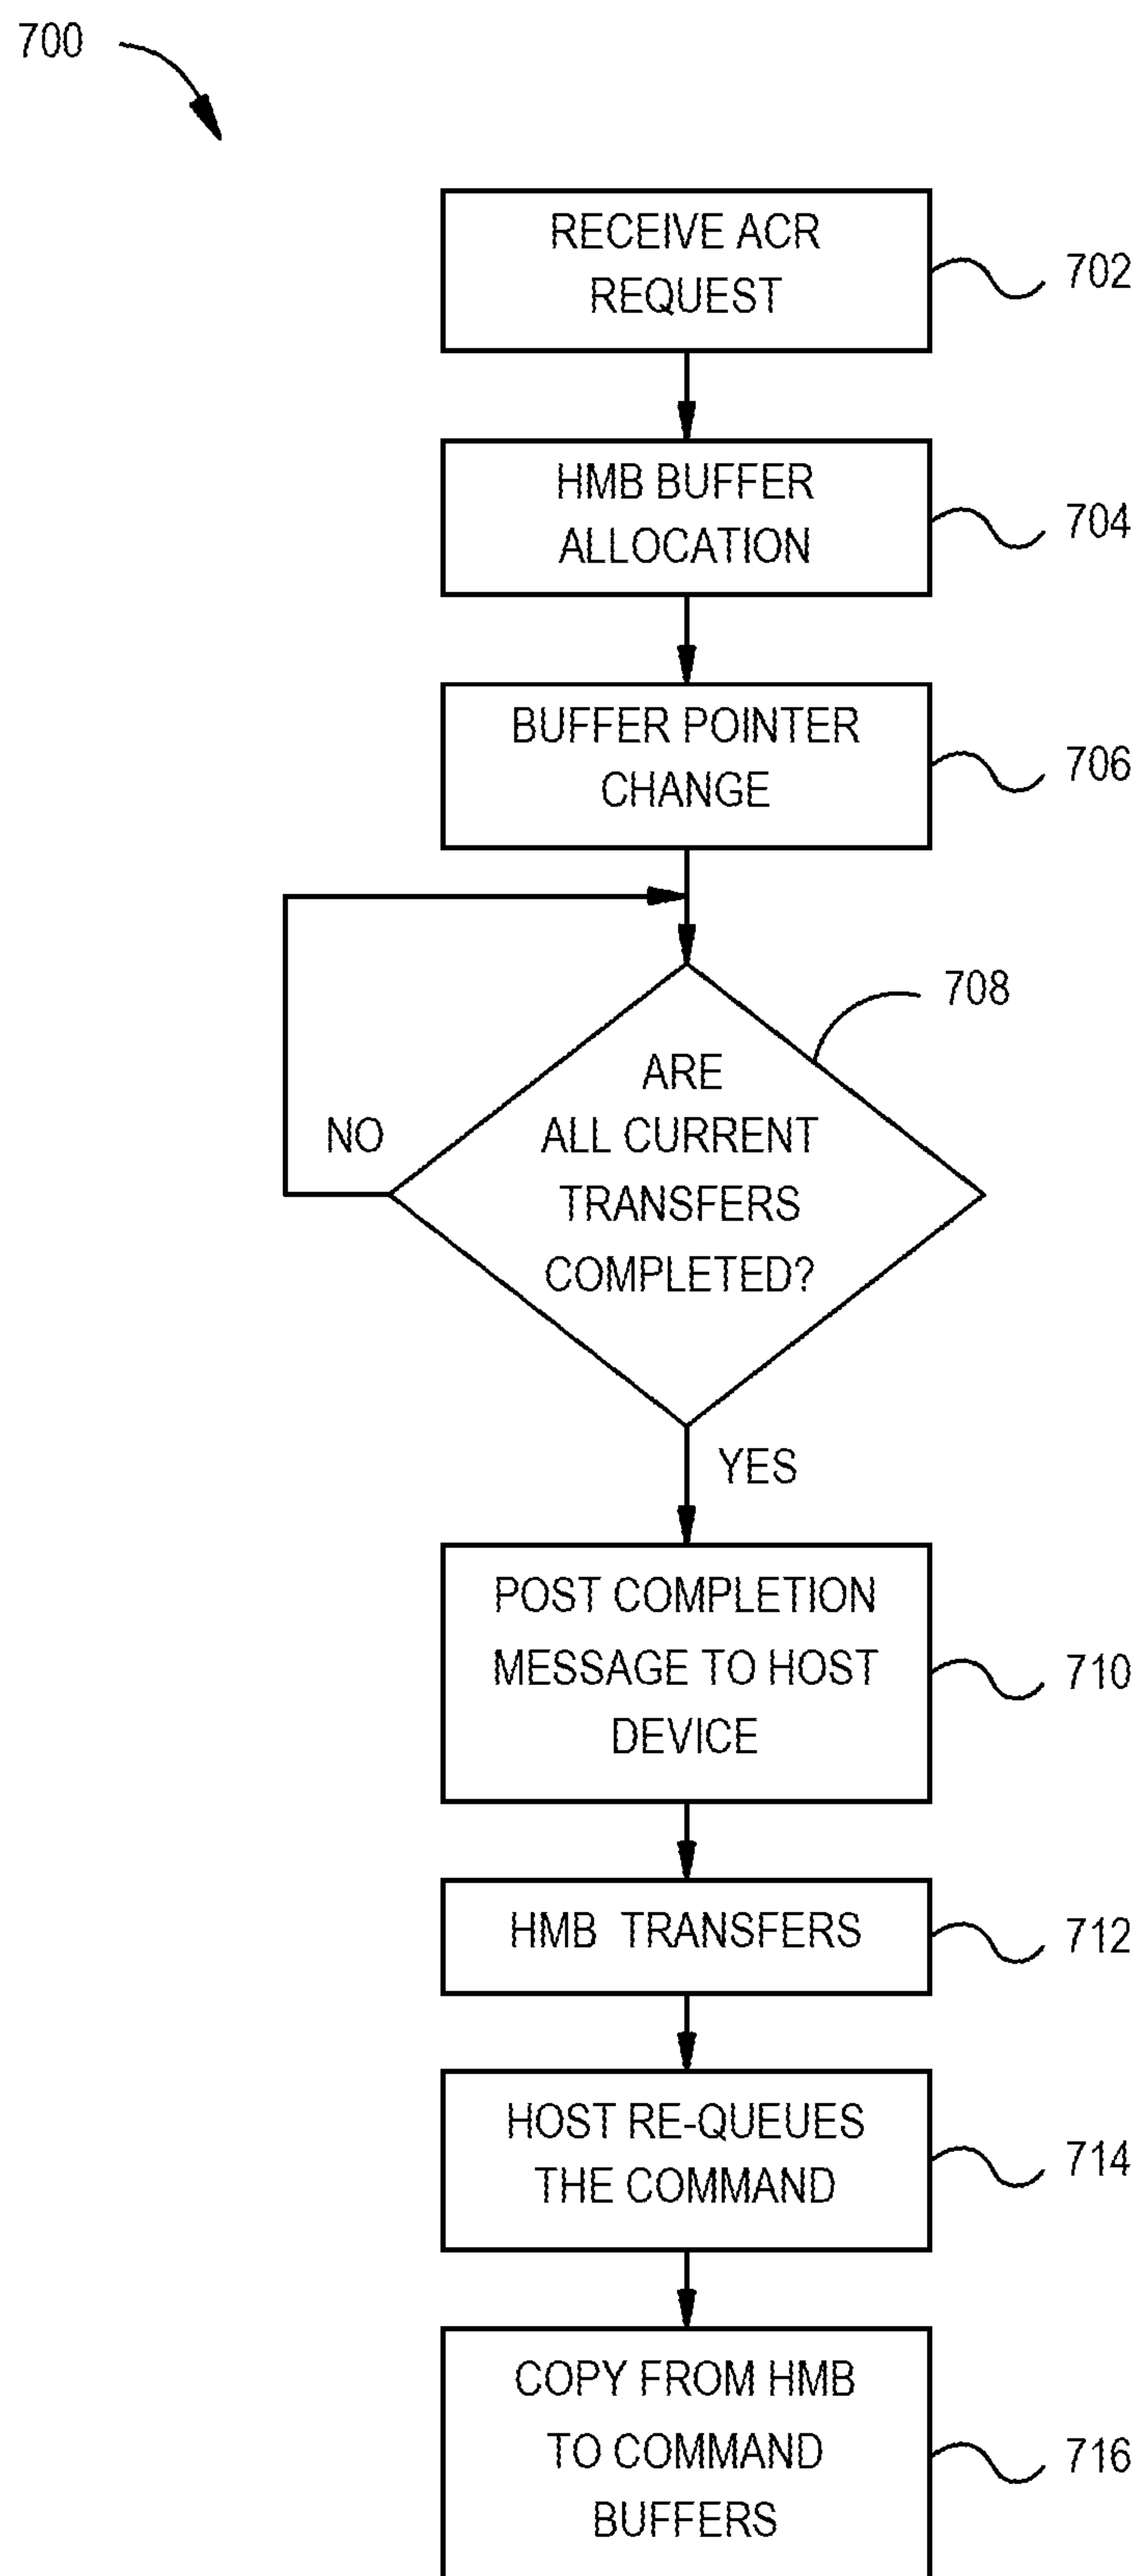 700
RECEIVE ACR
REQUEST
702
HMB BUFFER
ALLOCATION
704
BUFFER POINTER
CHANGE
706
708
ARE
ALL CURRENT
TRANSFERS
COMPLETED?
NO
YES
POST COMPLETION
MESSAGE TO HOST
DEVICE
710
HMB TRANSFERS
712
HOST RE-QUEUES
THE COMMAND
714
COPY FROM HMB
TO COMMAND
BUFFERS
716